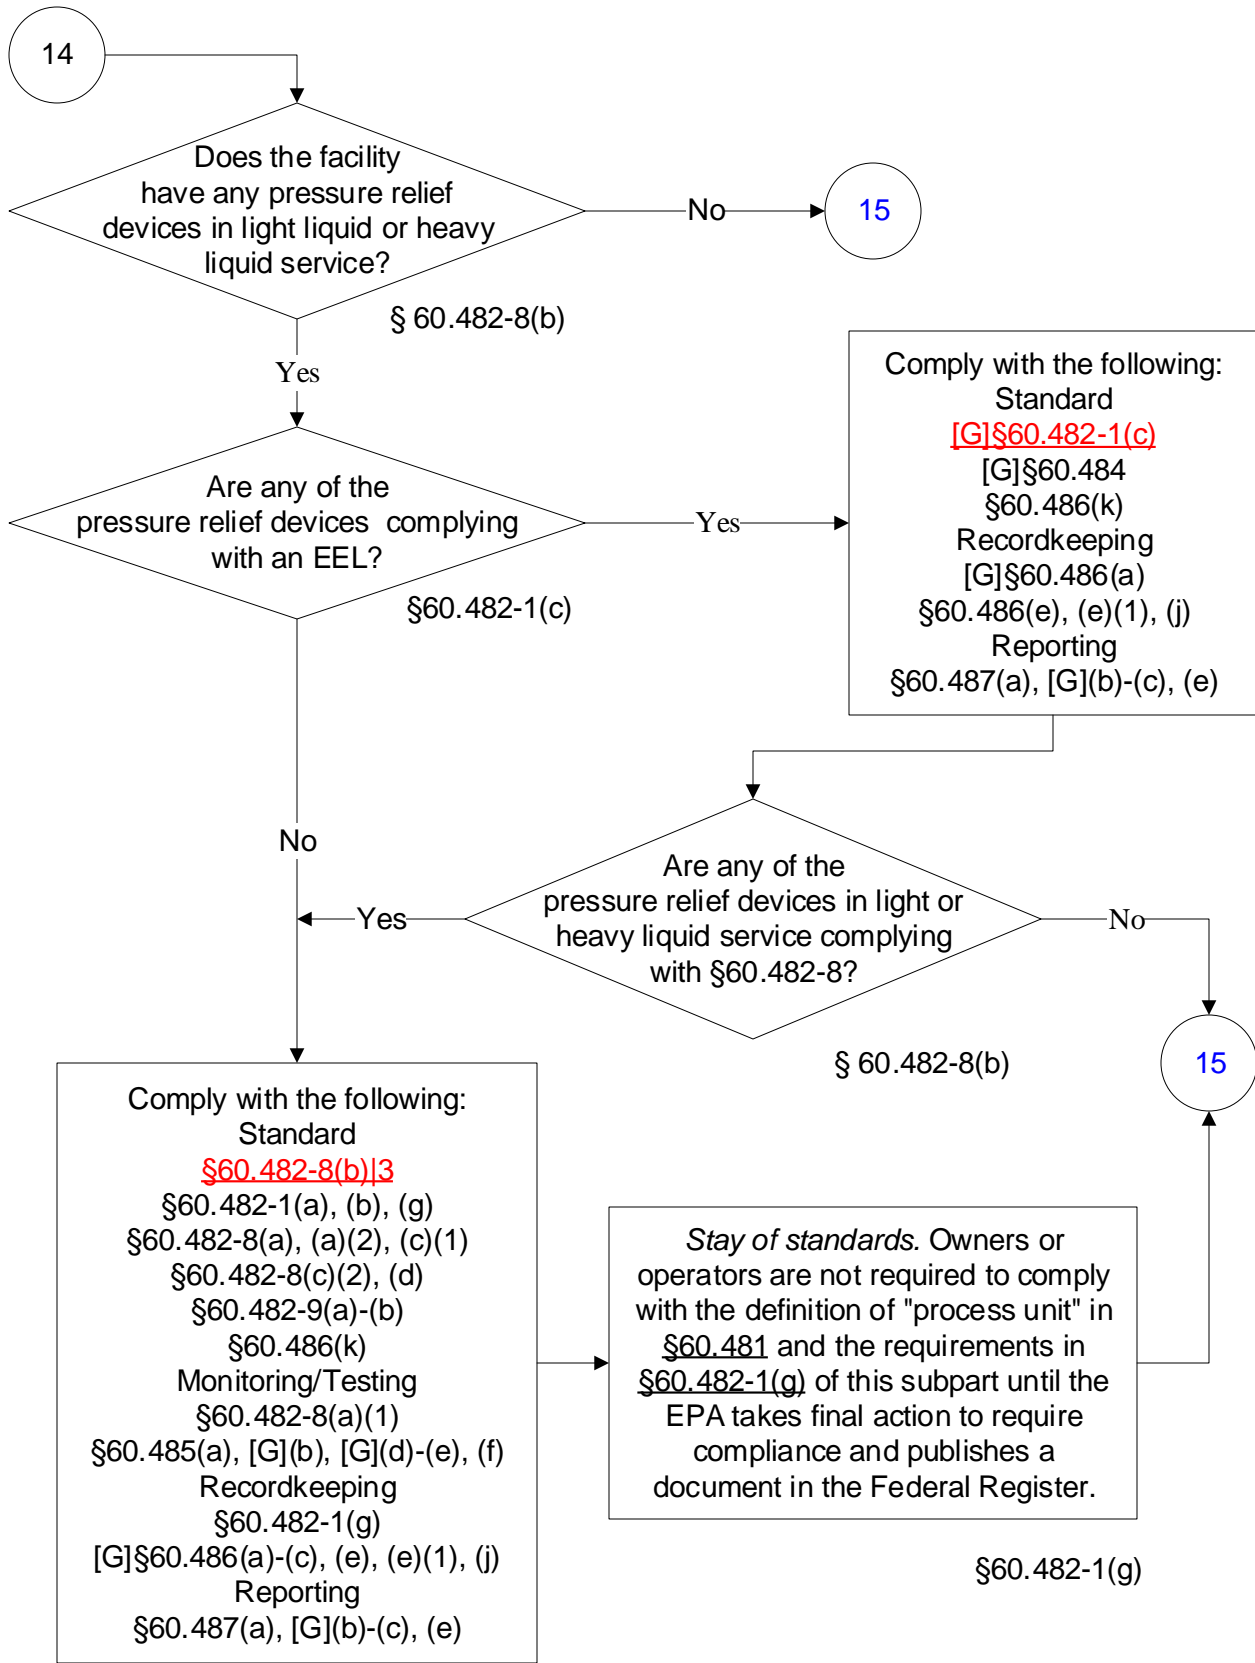 14
Does the facility
have any pressure relief
devices in light liquid or heavy
liquid service?
No
15
§ 60.482-8(b)
Yes
Are any of the
pressure relief devices complying
with an EEL?
Yes
§60.482-1(c)
Comply with the following:
Standard
[G]§60.482-1(c)
[G]§60.484
§60.486(k)
Recordkeeping
[G]§60.486(a)
§60.486(e), (e)(1), (j)
Reporting
§60.487(a), [G](b)-(c), (e)
No
Are any of the
pressure relief devices in light or
heavy liquid service complying
with §60.482-8?
Yes
No
§ 60.482-8(b)
15
Comply with the following:
Standard
§60.482-8(b)|3
§60.482-1(a), (b), (g)
§60.482-8(a), (a)(2), (c)(1)
§60.482-8(c)(2), (d)
§60.482-9(a)-(b)
§60.486(k)
Monitoring/Testing
§60.482-8(a)(1)
§60.485(a), [G](b), [G](d)-(e), (f)
Recordkeeping
§60.482-1(g)
[G]§60.486(a)-(c), (e), (e)(1), (j)
Reporting
§60.487(a), [G](b)-(c), (e)
Stay of standards. Owners or
operators are not required to comply
with the definition of "process unit" in
§60.481 and the requirements in
§60.482-1(g) of this subpart until the
EPA takes final action to require
compliance and publishes a
document in the Federal Register.
§60.482-1(g)